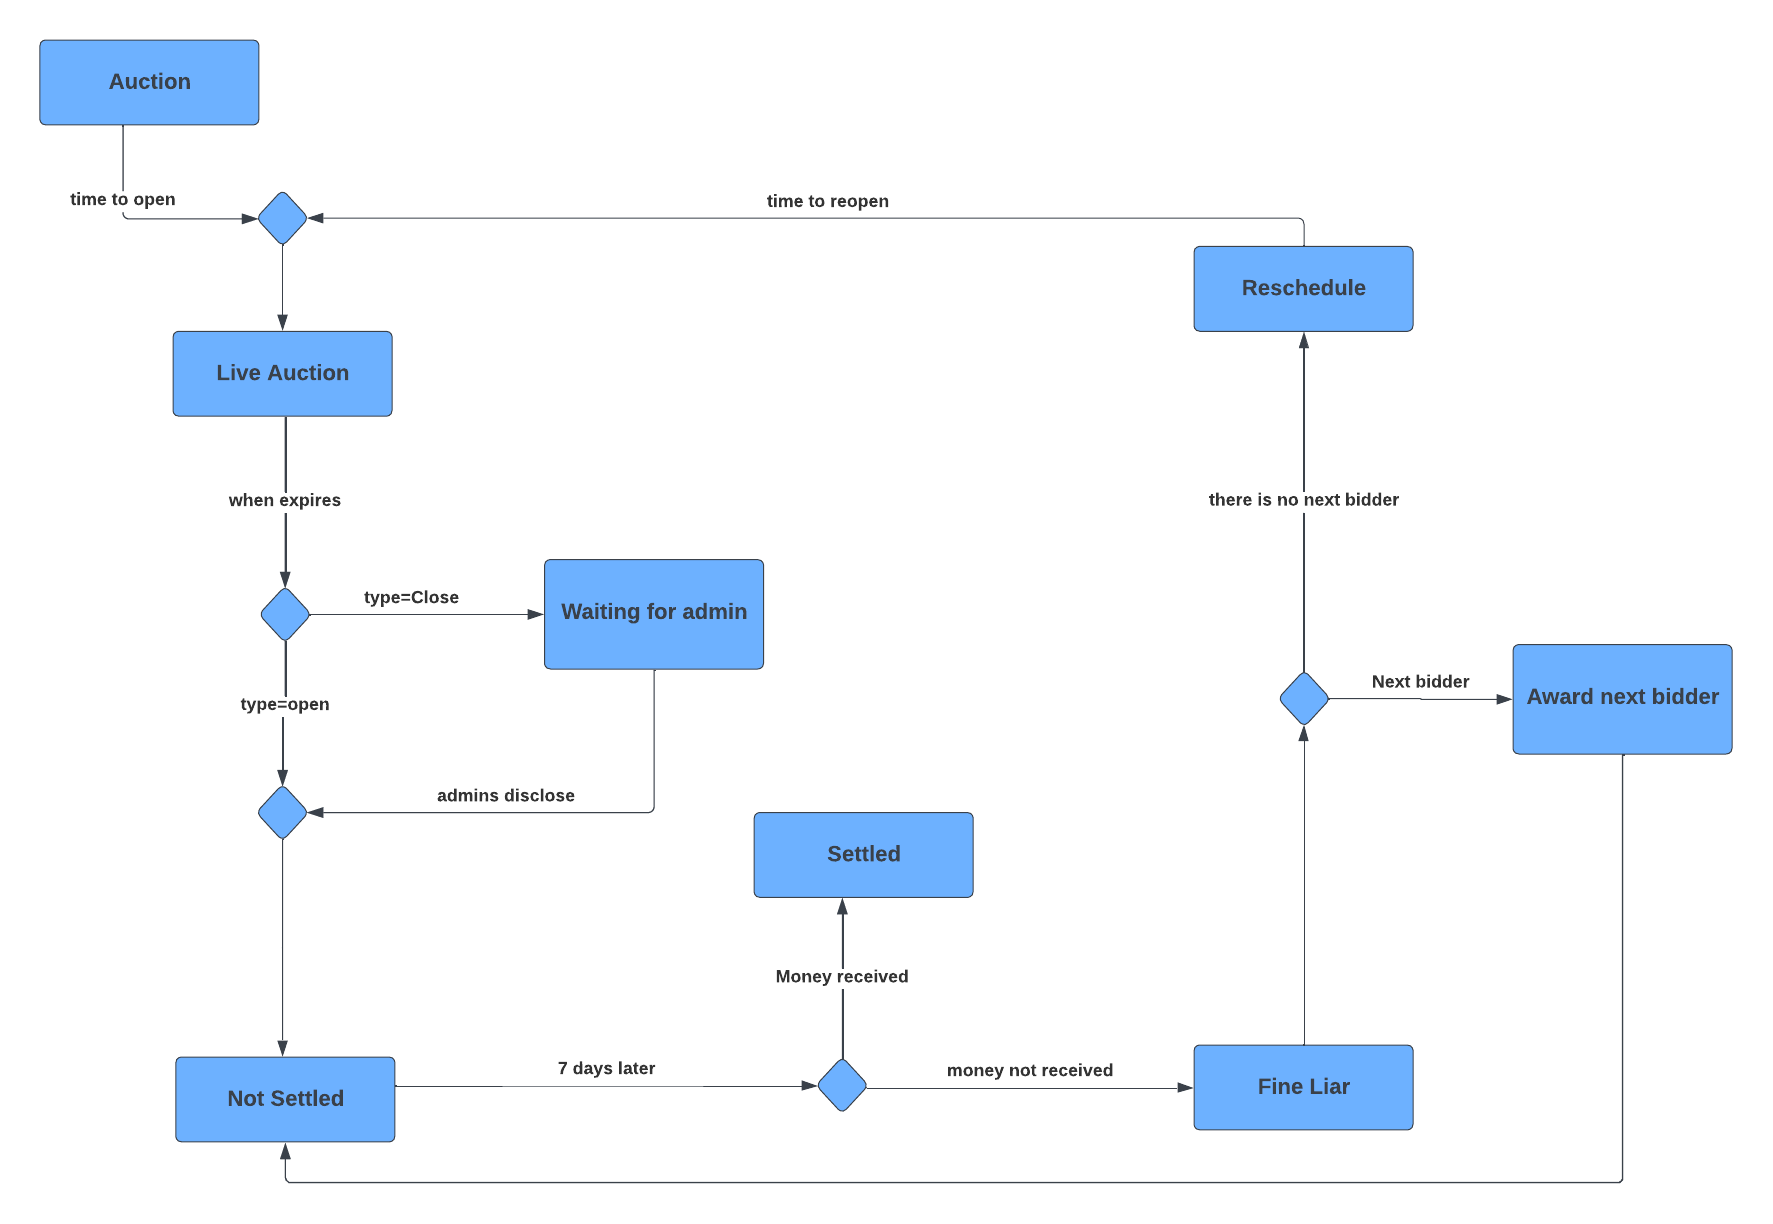 Auction
time to open
time to reopen
Reschedule
Live Auction
when expires
there is no next bidder
type=Close
Waiting for admin
type=open
Next bidder
Award next bidder
admins disclose
Settled
Money received
7 days later
money not received
Not Settled
Fine Liar